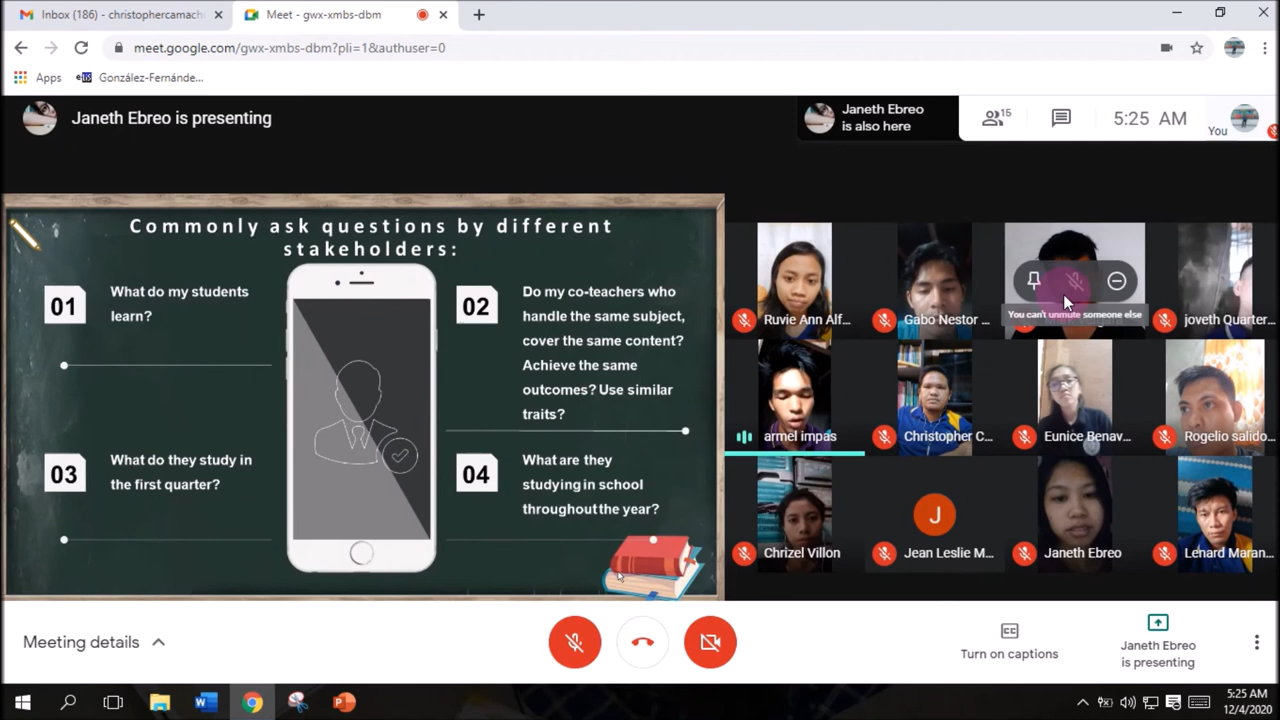 Inbox (186) - christophercamach
Meet - gwx-xmbs-dbm
meet.google.com/gwx-xmbs-dbm?pli=1&authuser=0
Apps
González-Fernánde...
Janeth Ebreo is presenting
Janeth Ebreo
is also here
15
5:25 AM
You
Commonly ask questions by different
stakeholders:
01
What do my students
learn?
02
Do my co-teachers who
handle the same subject,
cover the same content?
Achieve the same
outcomes? Use similar
traits?
03
What do they study in
the first quarter?
04
What are they
studying in school
throughout the year?
Ruvie Ann Alf...
Gabo Nestor ...
You can't unmute someone else
joveth Quarter...
armel impas
Christopher C...
Eunice Benav...
Rogelio salido...
Chrizel Villon
J
Jean Leslie M...
Janeth Ebreo
Lenard Maran...
Meeting details
CC
Turn on captions
Janeth Ebreo
is presenting
5:25 AM
12/4/2020